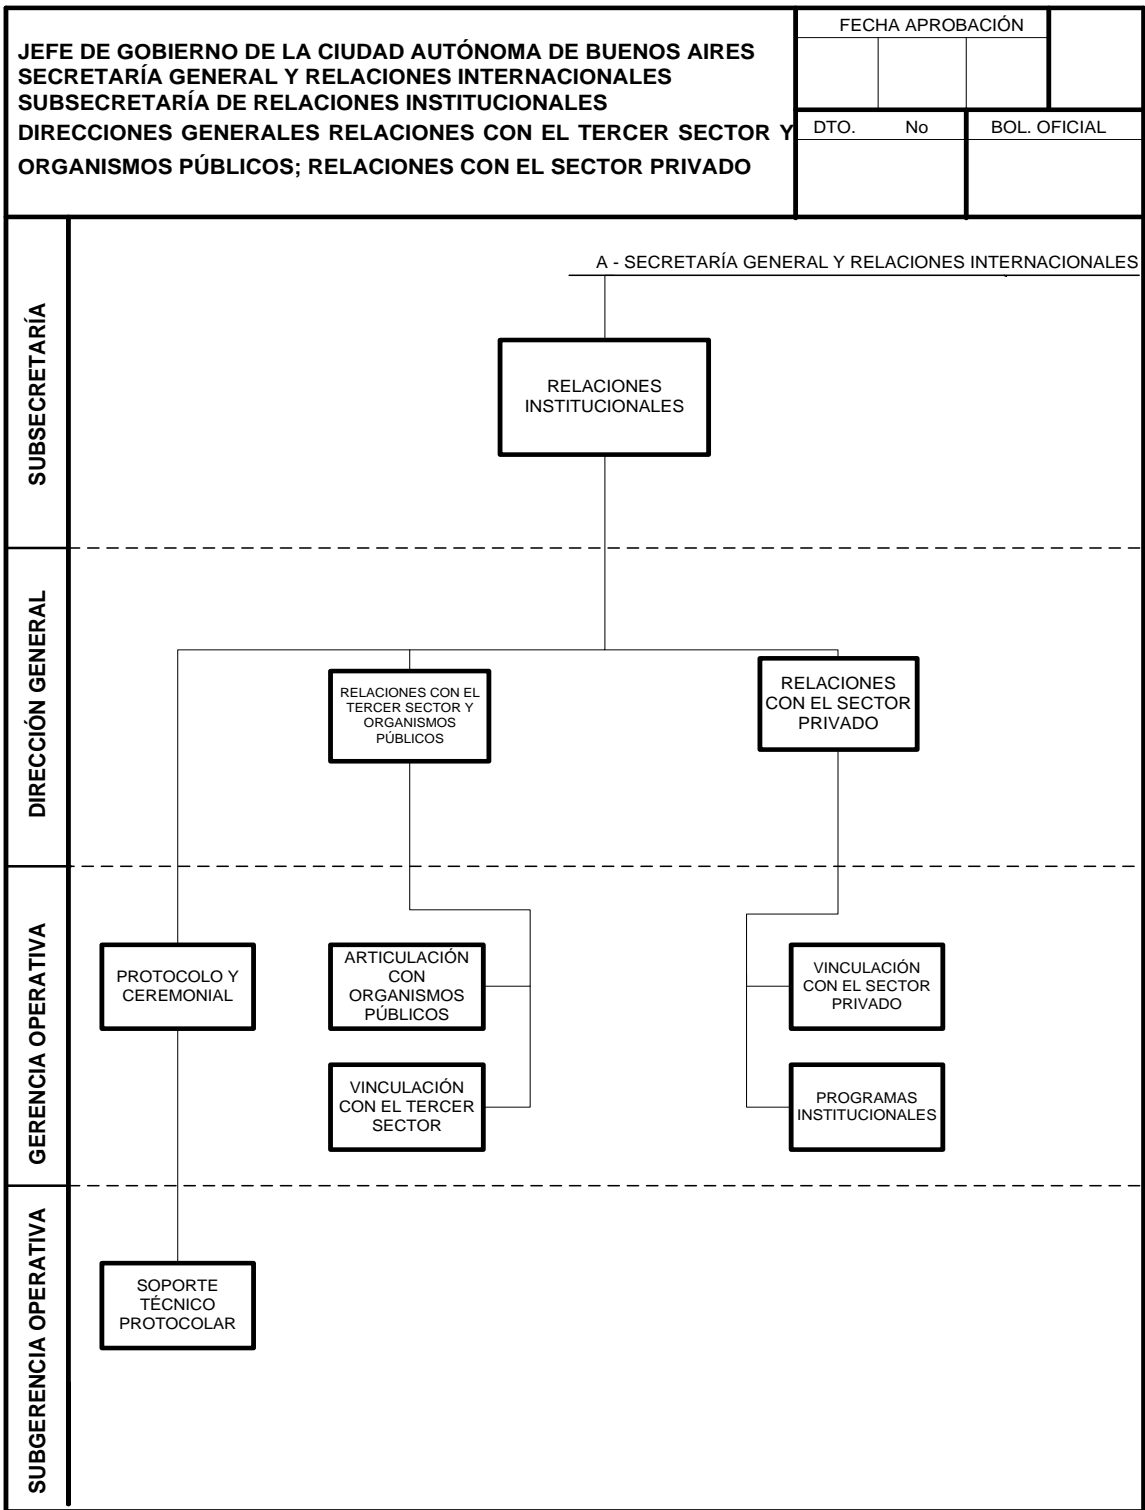 JEFE DE GOBIERNO DE LA CIUDAD AUTÓNOMA DE BUENOS AIRES
SECRETARÍA GENERAL Y RELACIONES INTERNACIONALES
SUBSECRETARÍA DE RELACIONES INSTITUCIONALES
DIRECCIONES GENERALES RELACIONES CON EL TERCER SECTOR Y
ORGANISMOS PÚBLICOS; RELACIONES CON EL SECTOR PRIVADO
FECHA APROBACIÓN
DTO. No
BOL. OFICIAL
SUBSECRETARÍA
A - SECRETARÍA GENERAL Y RELACIONES INTERNACIONALES
RELACIONES
INSTITUCIONALES
DIRECCIÓN GENERAL
RELACIONES CON EL
TERCER SECTOR Y
ORGANISMOS
PÚBLICOS
RELACIONES
CON EL SECTOR
PRIVADO
GERENCIA OPERATIVA
PROTOCOLO Y
CEREMONIAL
ARTICULACIÓN
CON
ORGANISMOS
PÚBLICOS
VINCULACIÓN
CON EL SECTOR
PRIVADO
VINCULACIÓN
CON EL TERCER
SECTOR
PROGRAMAS
INSTITUCIONALES
SUBGERENCIA OPERATIVA
SOPORTE
TÉCNICO
PROTOCOLAR